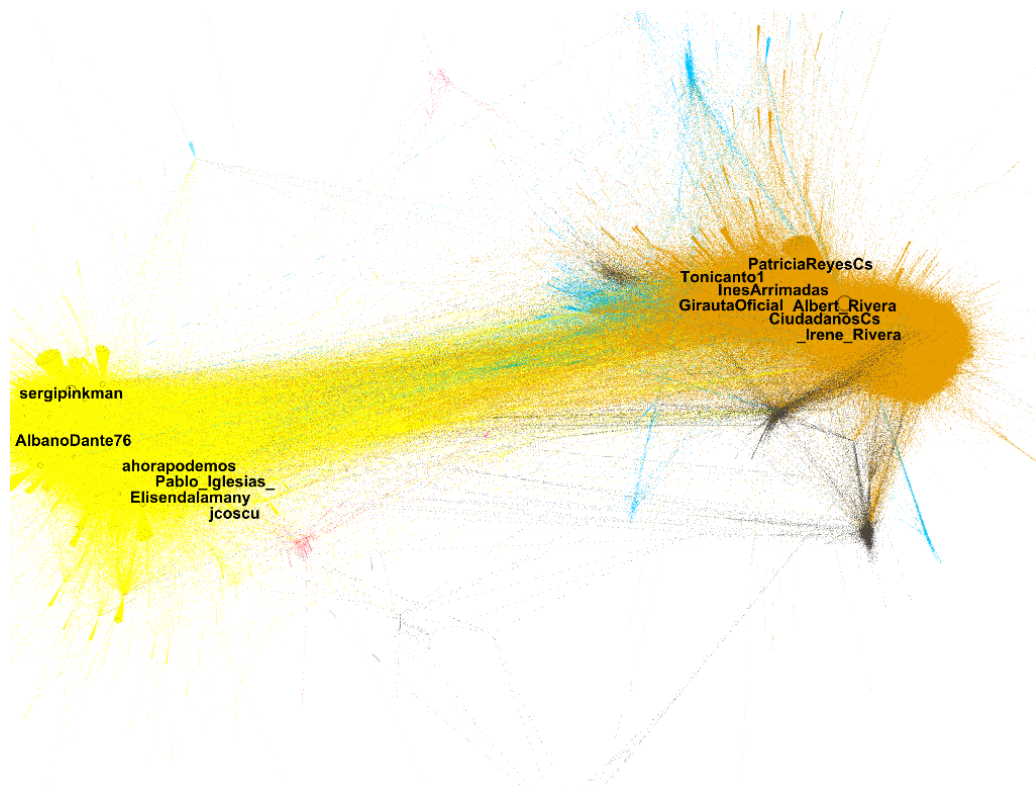 PatriciaReyesCs
Tonicanto1
InesArrimadas
GirautaOficial Albert_Rivera
CiudadanosCs
_Irene_Rivera
sergipinkman
AlbanoDante76
ahorapodemos
Pablo_Iglesias_
Elisendalamany
jcoscu